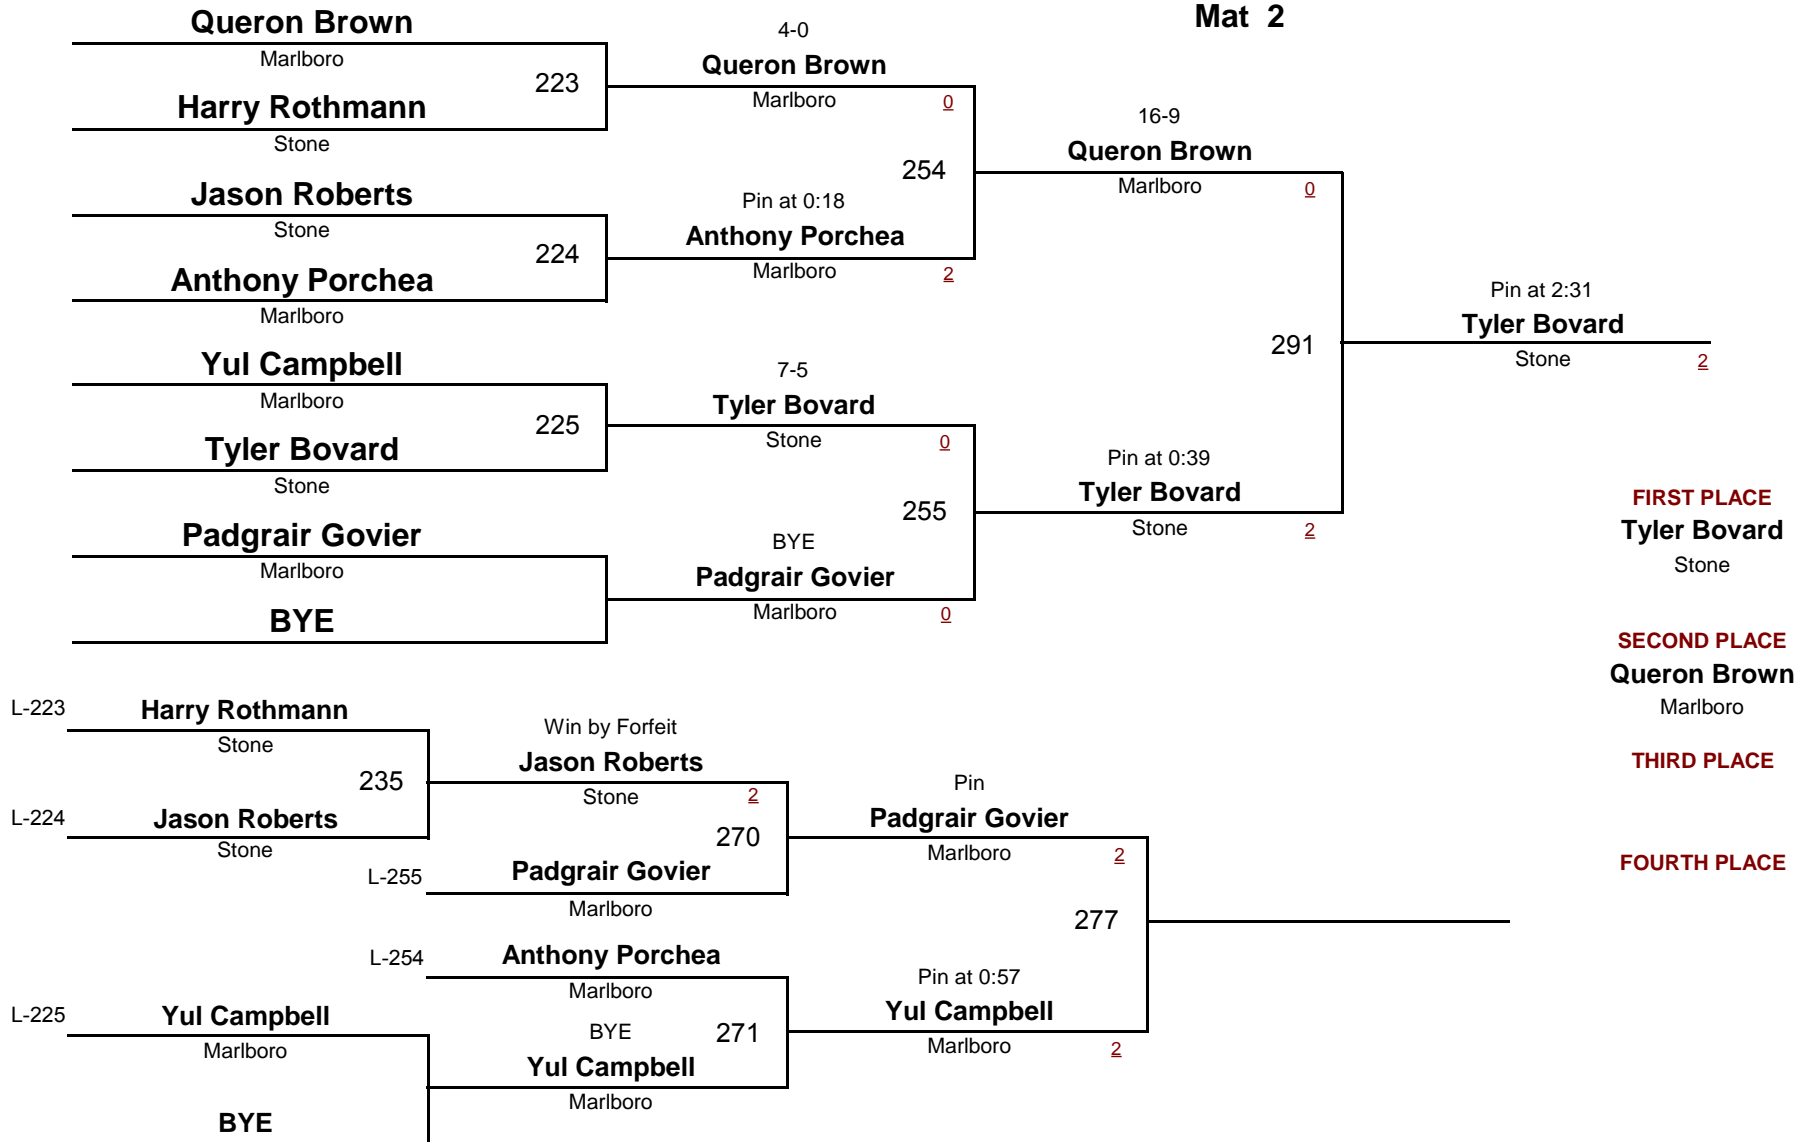 Mat 2
Queron Brown
Marlboro
223
Harry Rothmann
Stone
Jason Roberts
Stone
224
Anthony Porchea
Marlboro
Yul Campbell
Marlboro
225
Tyler Bovard
Stone
Padgrair Govier
Marlboro
BYE
4-0
Queron Brown
Marlboro
0
254
Pin at 0:18
Anthony Porchea
Marlboro
2
7-5
Tyler Bovard
Stone
0
255
BYE
Padgrair Govier
Marlboro
0
16-9
Queron Brown
Marlboro
0
291
Pin at 0:39
Tyler Bovard
Stone
2
Pin at 2:31
Tyler Bovard
Stone
2
FIRST PLACE
Tyler Bovard
Stone
SECOND PLACE
Queron Brown
Marlboro
THIRD PLACE
FOURTH PLACE
L-223
Harry Rothmann
Stone
235
L-224
Jason Roberts
Stone
Win by Forfeit
Jason Roberts
Stone
2
270
L-255
Padgrair Govier
Marlboro
L-254
Anthony Porchea
Marlboro
271
L-225
Yul Campbell
Marlboro
BYE
BYE
Yul Campbell
Marlboro
Pin
Padgrair Govier
Marlboro
2
277
Pin at 0:57
Yul Campbell
Marlboro
2